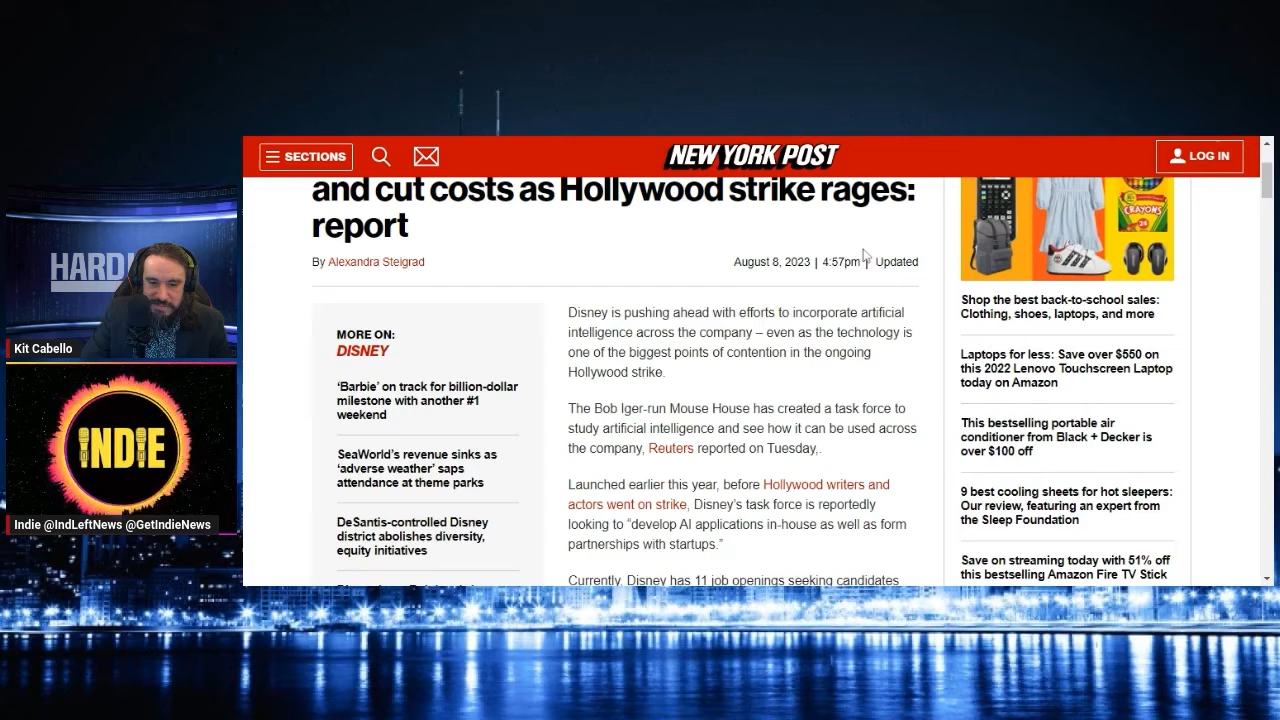 SECTIONS
NEW YORK POST
LOG IN
and cut costs as Hollywood strike rages:
report
By Alexandra Steigrad
August 8, 2023 | 4:57pm | Updated
MORE ON:
DISNEY
‘Barbie’ on track for billion-dollar
milestone with another #1
weekend
SeaWorld’s revenue sinks as
‘adverse weather’ saps
attendance at theme parks
DeSantis-controlled Disney
district abolishes diversity,
equity initiatives
Disney is pushing ahead with efforts to incorporate artificial
intelligence across the company – even as the technology is
one of the biggest points of contention in the ongoing
Hollywood strike.
The Bob Iger-run Mouse House has created a task force to
study artificial intelligence and see how it can be used across
the company, Reuters reported on Tuesday,.
Launched earlier this year, before Hollywood writers and
actors went on strike, Disney’s task force is reportedly
looking to “develop AI applications in-house as well as form
partnerships with startups.”
Currently, Disney has 11 job openings seeking candidates
CRAYONS
24
Shop the best back-to-school sales:
Clothing, shoes, laptops, and more
Laptops for less: Save over $550 on
this 2022 Lenovo Touchscreen Laptop
today on Amazon
This bestselling portable air
conditioner from Black + Decker is
over $100 off
9 best cooling sheets for hot sleepers:
Our review, featuring an expert from
the Sleep Foundation
Save on streaming today with 51% off
this bestselling Amazon Fire TV Stick
HARDL
Kit Cabello
INDIE
Indie @IndLeftNews @GetIndieNews